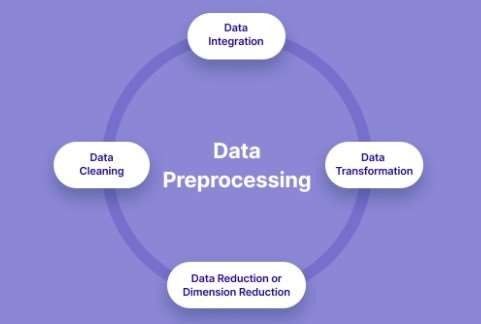 Data
Integration
Data
Cleaning
Data
Preprocessing
Data
Transformation
Data Reduction or
Dimension Reduction